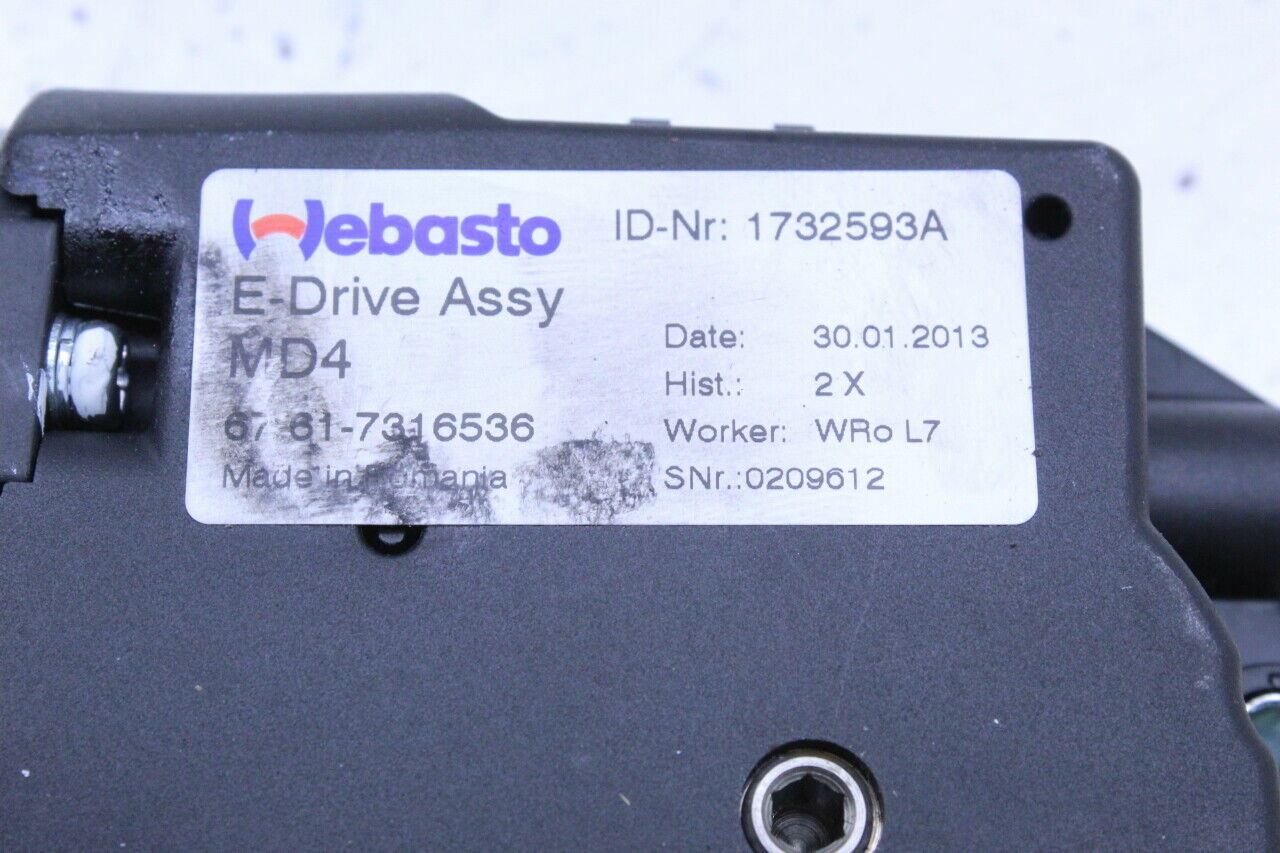 Webasto
ID-Nr: 1732593A
E-Drive Assy
MD4
67 61-7316536
Made in Romania
Date: 30.01.2013
Hist.: 2 X
Worker: WRo L7
SNr.:0209612